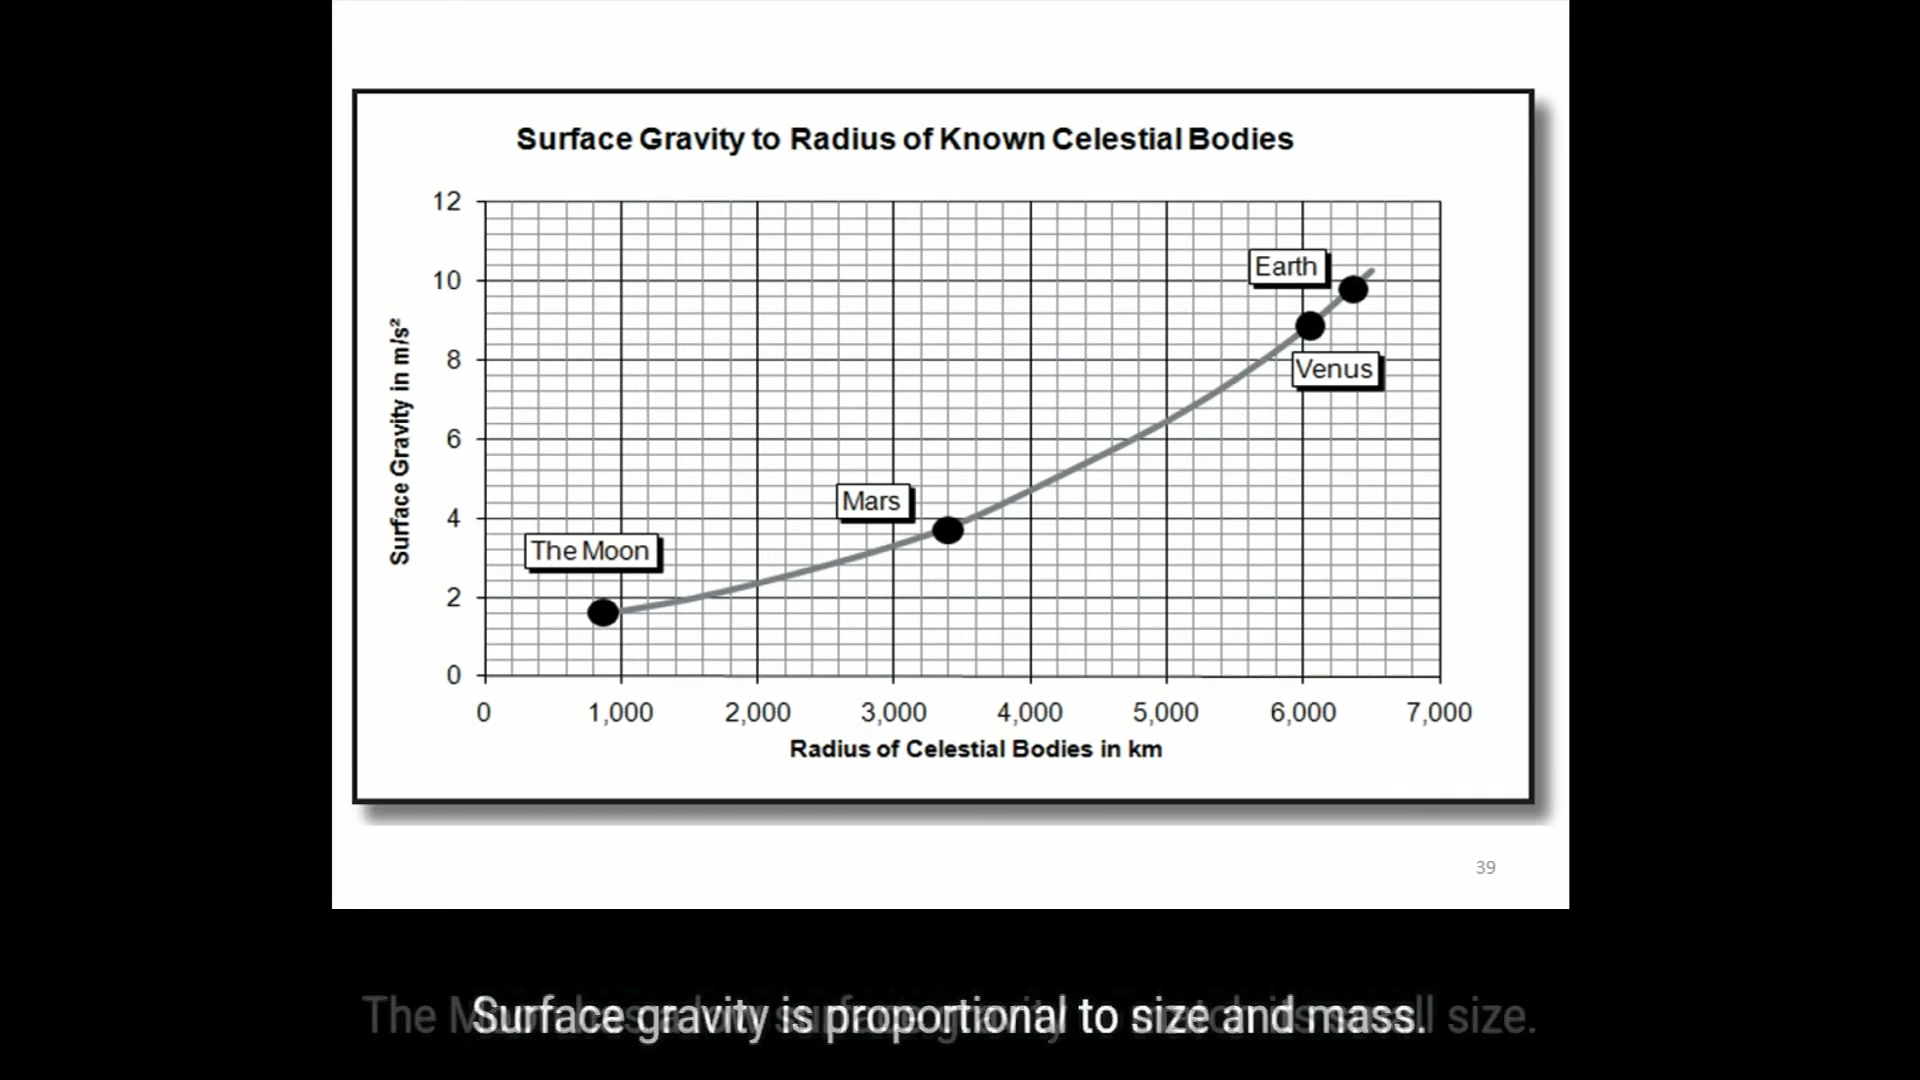 Surface Gravity to Radius of Known Celestial Bodies
12
10
8
6
4
2
0
Surface Gravity in m/s²
Earth
Venus
Mars
The Moon
0 1,000 2,000 3,000 4,000 5,000 6,000 7,000
Radius of Celestial Bodies in km
39
Surface gravity is proportional to size and mass.
The size.